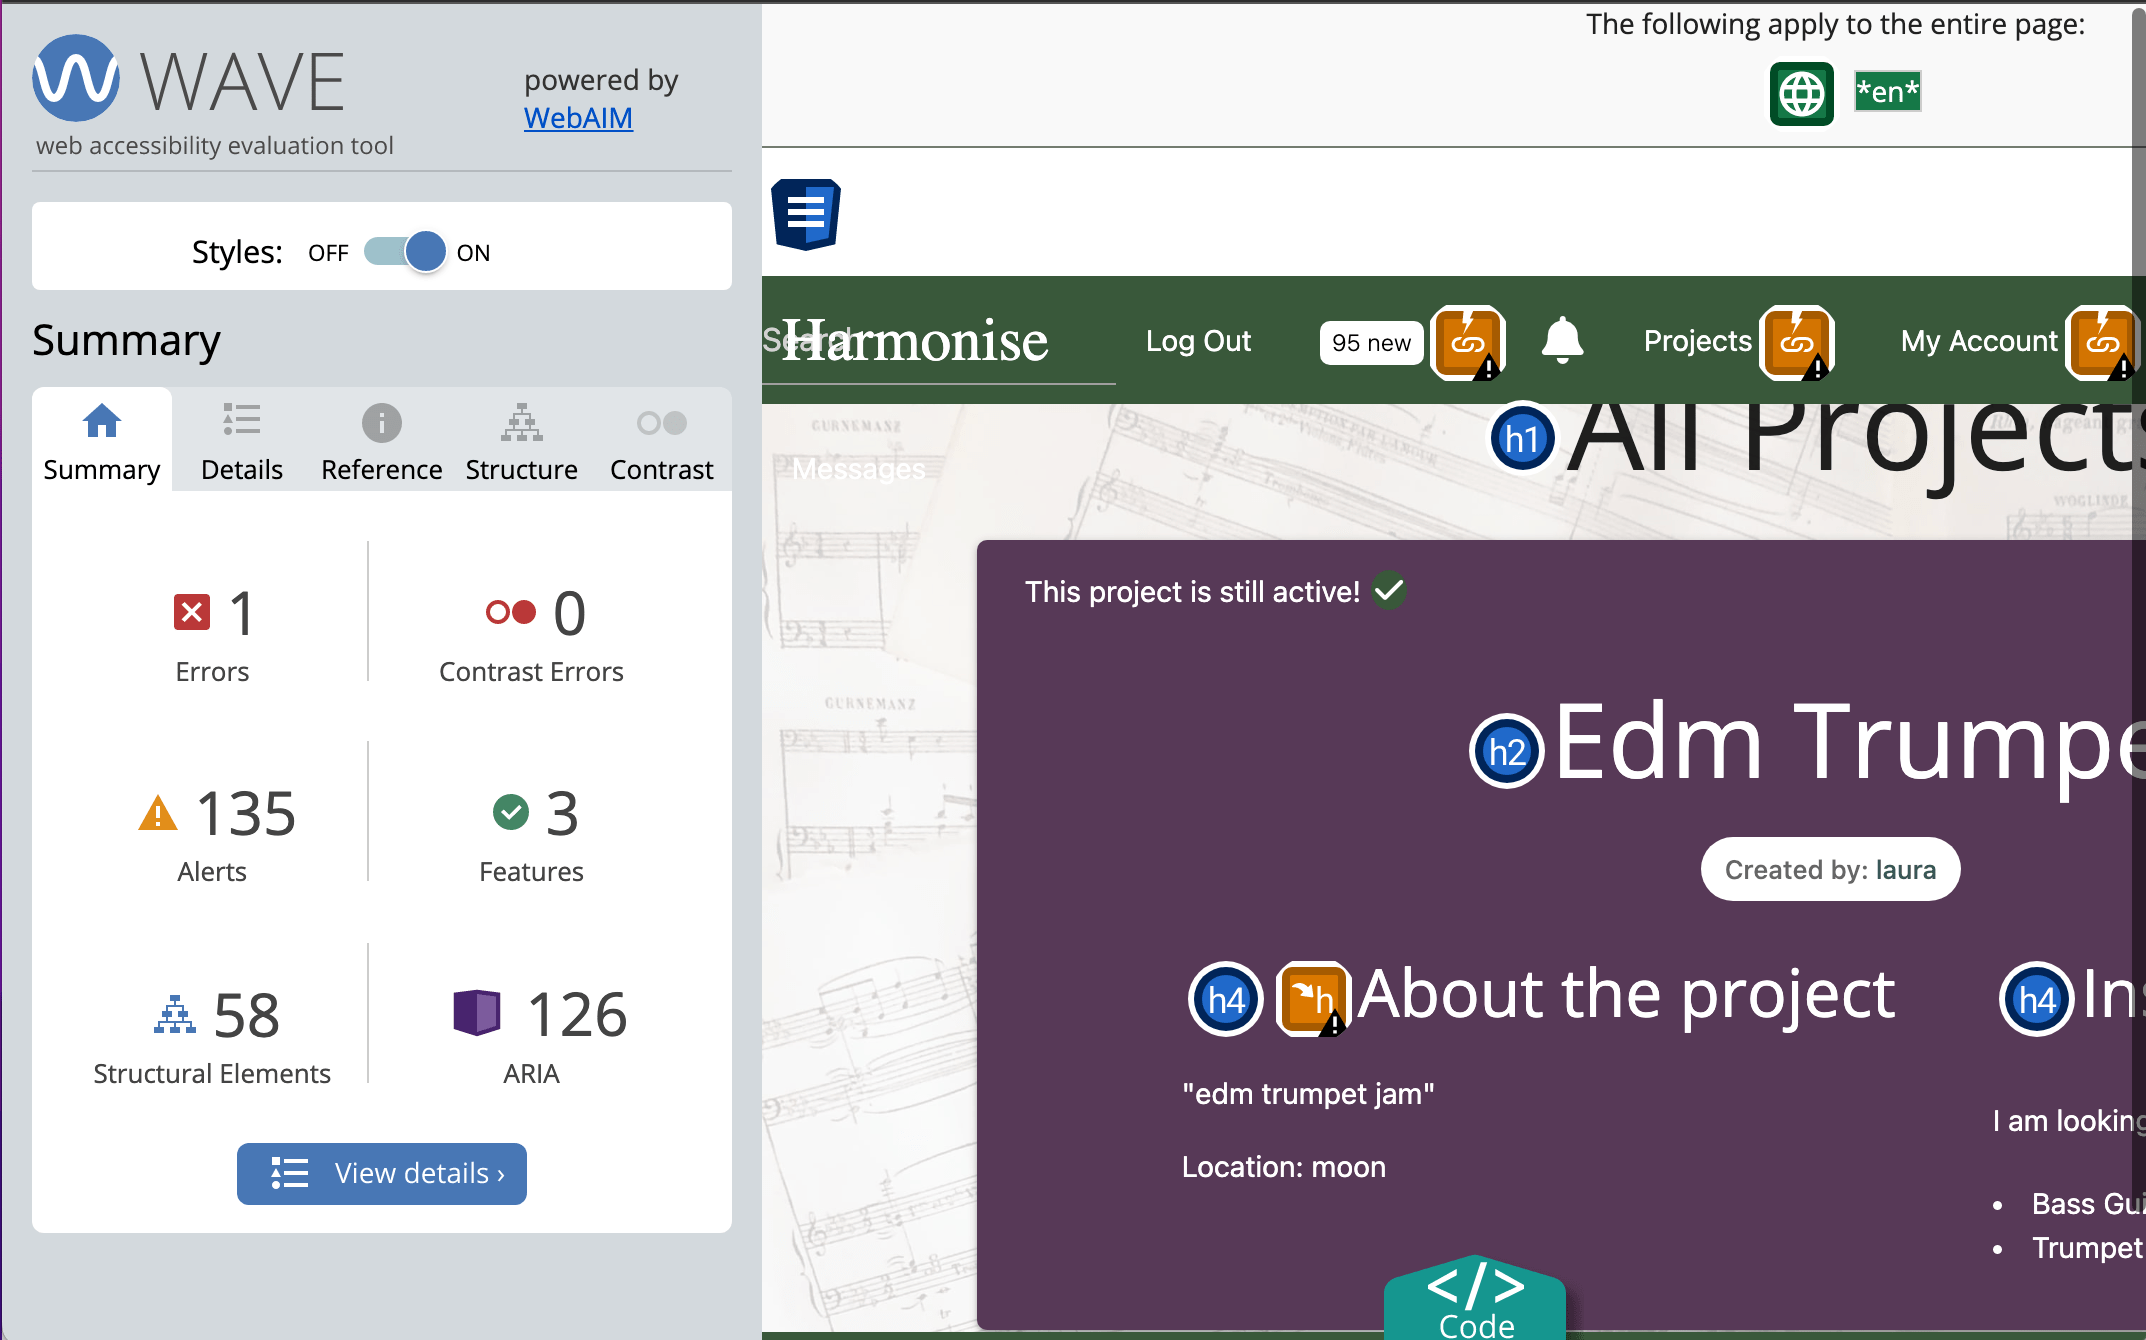 WAVE
powered by
WebAIM
web accessibility evaluation tool
Styles: OFF ON
Summary
Summary Details Reference Structure Contrast
1
Errors
0
Contrast Errors
135
Alerts
3
Features
58
Structural Elements
126
ARIA
View details ›
The following apply to the entire page:
*en*
Search
Harmonise Log Out 95 new Projects My Account
h1 All Projects
GURNEMANZ
Messages
WOGLINDE
This project is still active!
GURNEMANZ
h2 Edm Trumpe
Created by: laura
h4 h About the project
h4 Ins
"edm trumpet jam"
I am looking
Location: moon
• Bass Gui
• Trumpet
</>
Code